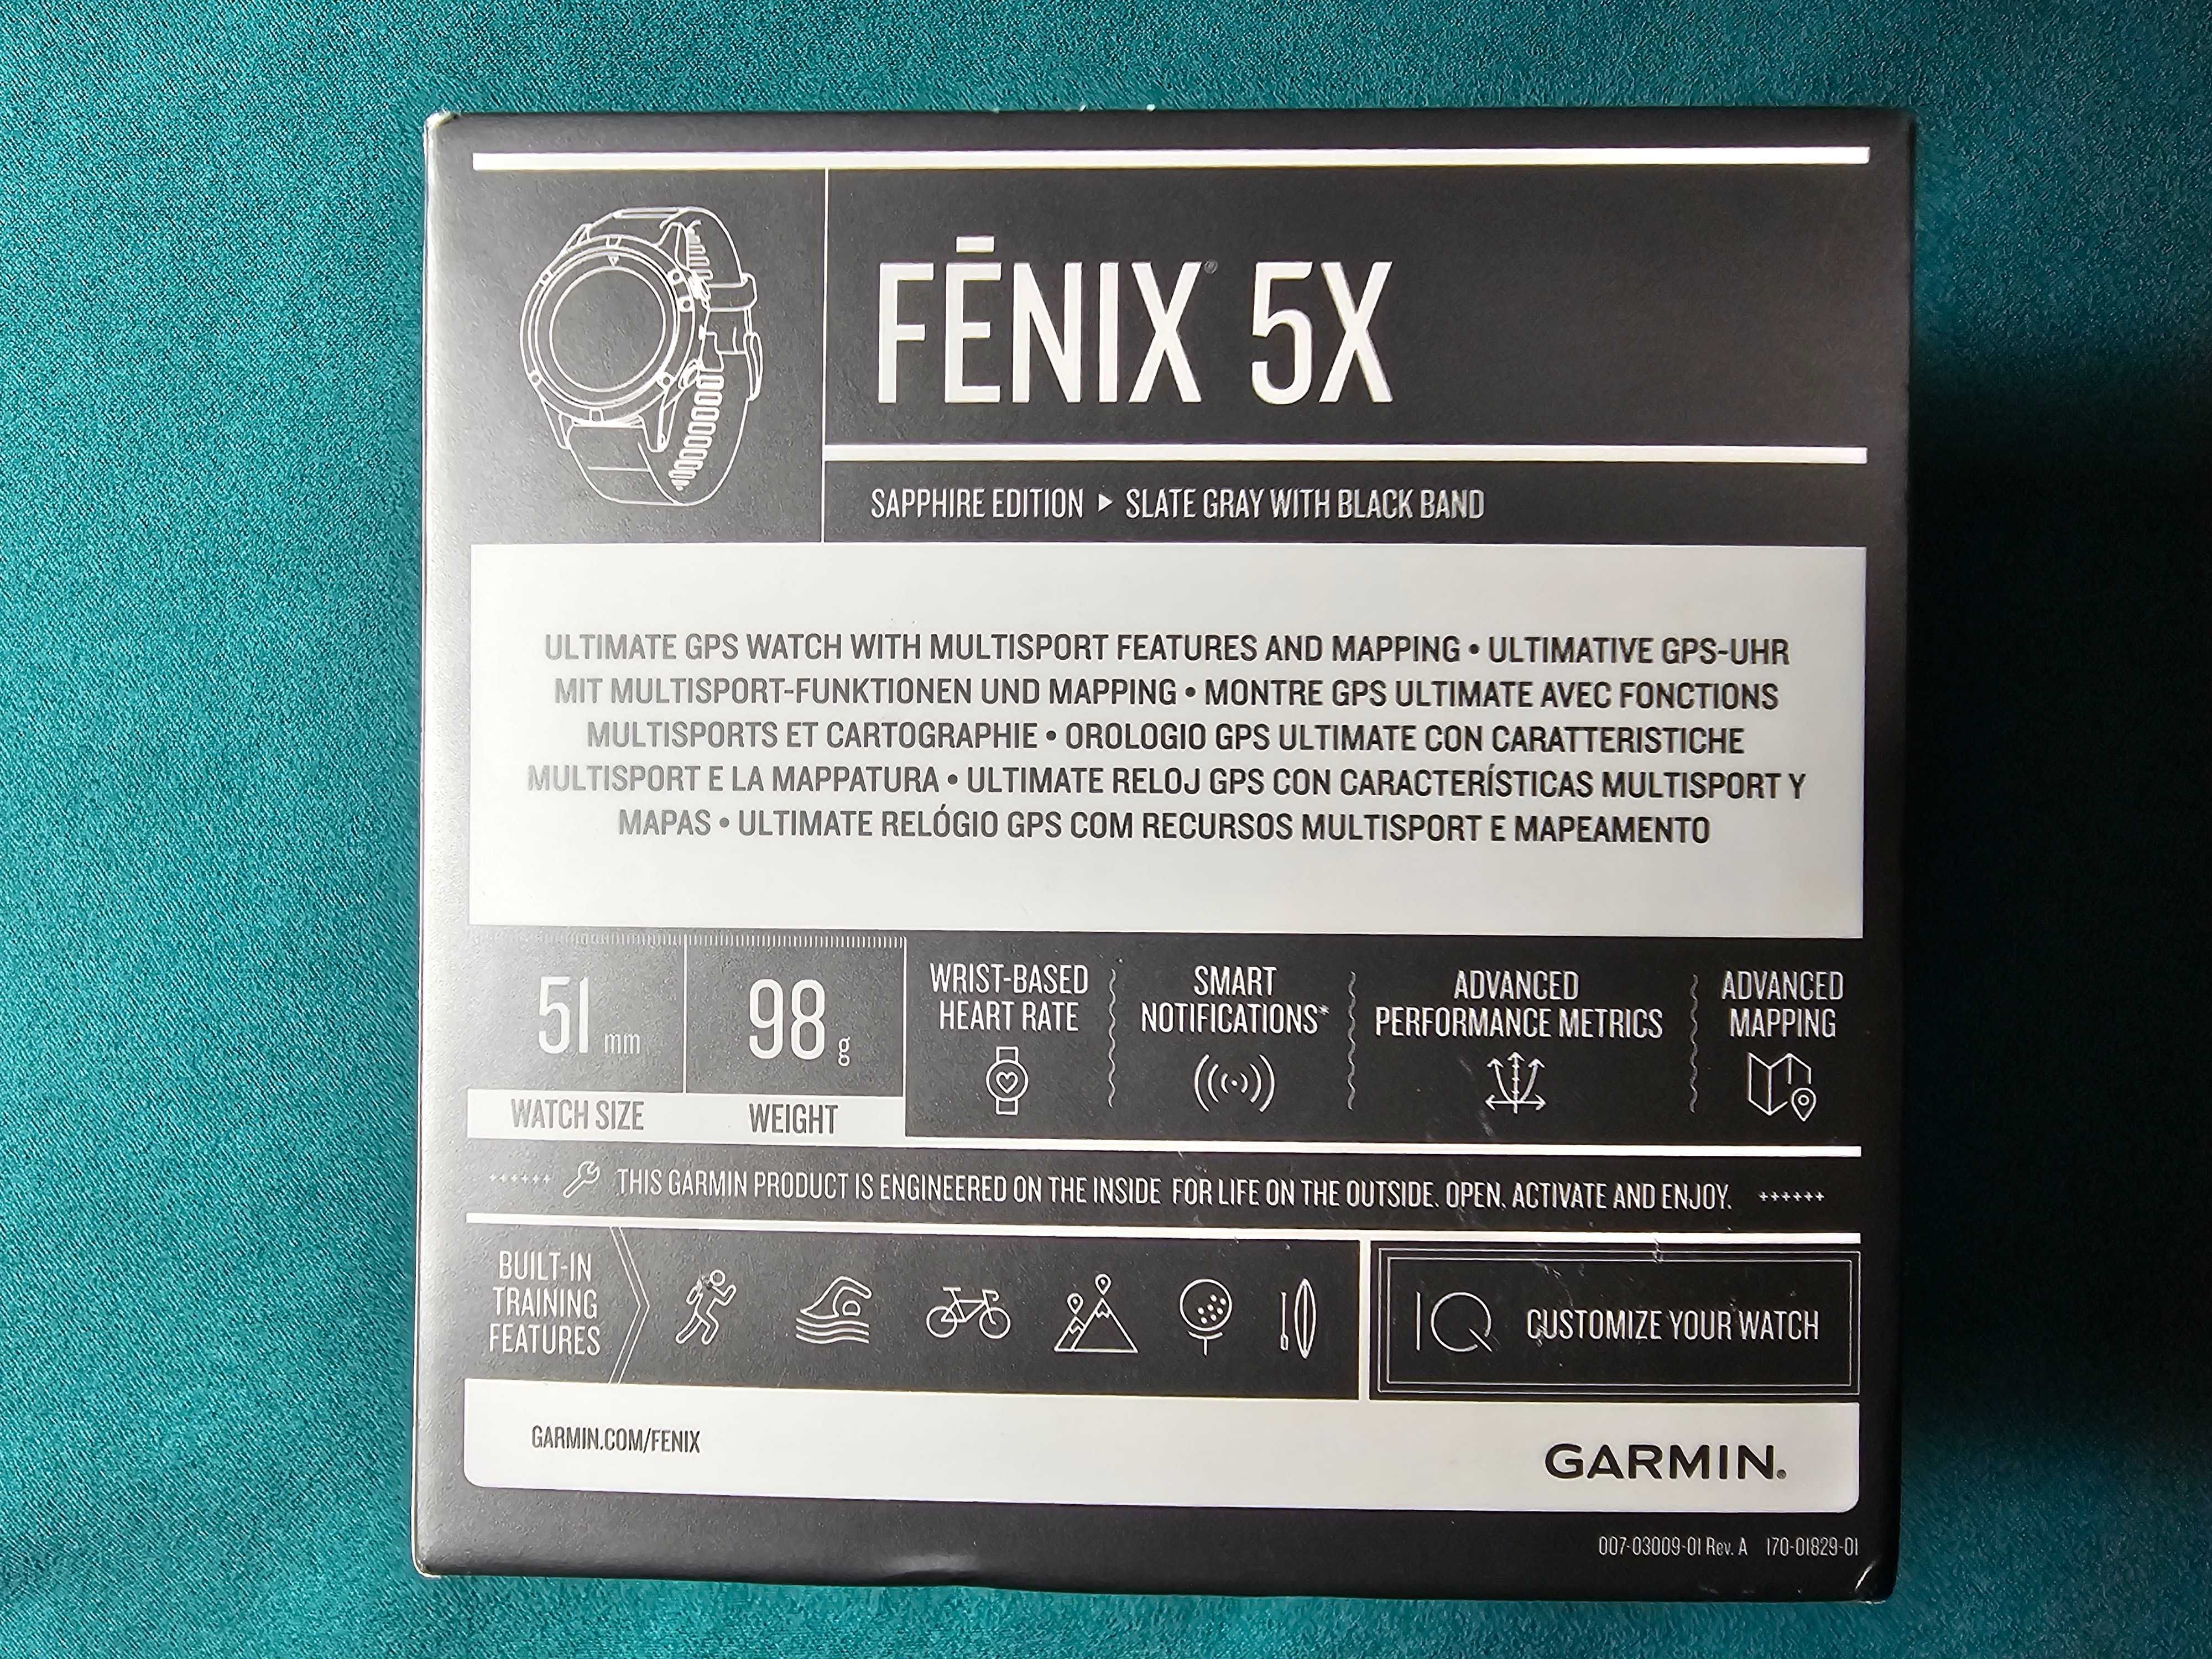 FĒNIX® 5X
SAPPHIRE EDITION ▶ SLATE GRAY WITH BLACK BAND
ULTIMATE GPS WATCH WITH MULTISPORT FEATURES AND MAPPING • ULTIMATIVE GPS-UHR
MIT MULTISPORT-FUNKTIONEN UND MAPPING • MONTRE GPS ULTIMATE AVEC FONCTIONS
MULTISPORTS ET CARTOGRAPHIE • OROLOGIO GPS ULTIMATE CON CARATTERISTICHE
MULTISPORT E LA MAPPATURA • ULTIMATE RELOJ GPS CON CARACTERÍSTICAS MULTISPORT Y
MAPAS • ULTIMATE RELÓGIO GPS COM RECURSOS MULTISPORT E MAPEAMENTO
51 mm
WATCH SIZE
98 g
WEIGHT
WRIST-BASED
HEART RATE
SMART
NOTIFICATIONS*
ADVANCED
PERFORMANCE METRICS
ADVANCED
MAPPING
THIS GARMIN PRODUCT IS ENGINEERED ON THE INSIDE FOR LIFE ON THE OUTSIDE. OPEN, ACTIVATE AND ENJOY.
BUILT-IN
TRAINING
FEATURES
IQ CUSTOMIZE YOUR WATCH
GARMIN.COM/FENIX
GARMIN®
007-03009-01 Rev. A 170-01829-01